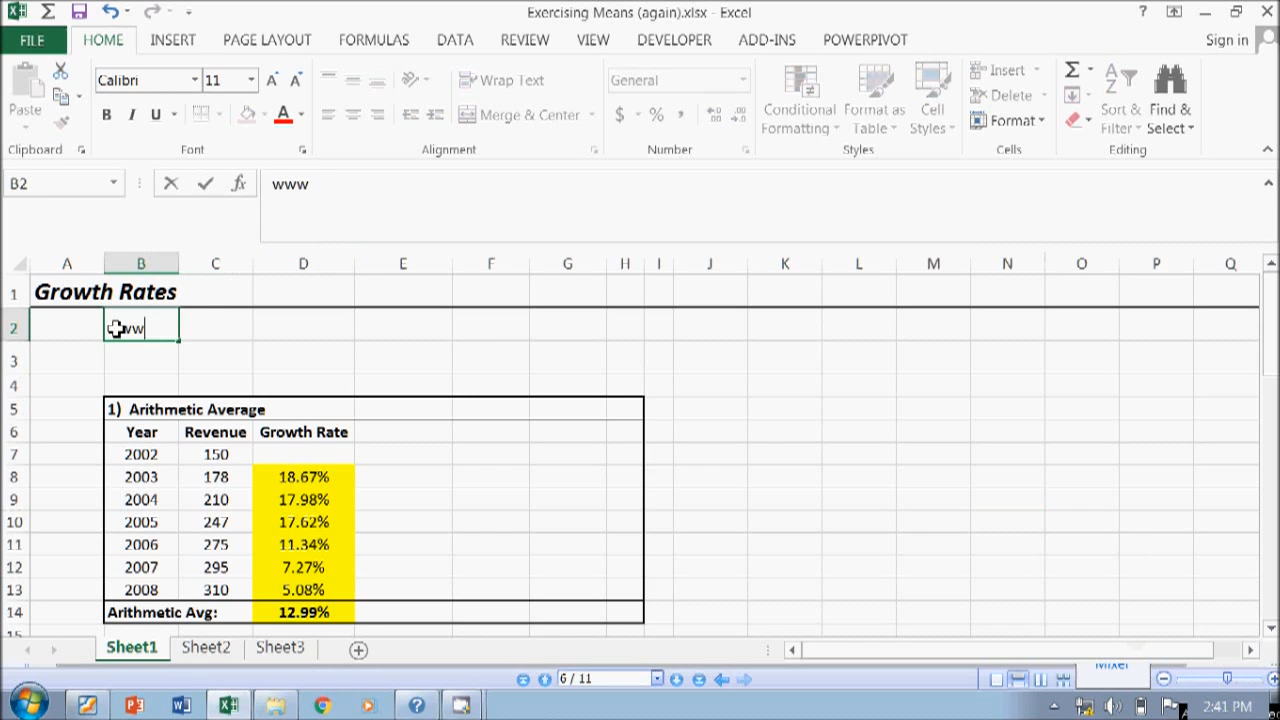 Exercising Means (again).xlsx - Excel
?
FILE HOME INSERT PAGE LAYOUT FORMULAS DATA REVIEW VIEW DEVELOPER ADD-INS POWERPIVOT Sign in
Calibri 11 A A Wrap Text General Insert
Paste B I U A Merge & Center $ % Conditional Formatting Format as Table Cell Styles Delete Format Sort & Filter Find & Select
Clipboard Font Alignment Number Styles Cells Editing
B2 fx www
A B C D E F G H I J K L M N O P Q
1 Growth Rates
2
3
4
5 1) Arithmetic Average
6 Year Revenue Growth Rate
7 2002 150
8 2003 178 18.67%
9 2004 210 17.98%
10 2005 247 17.62%
11 2006 275 11.34%
12 2007 295 7.27%
13 2008 310 5.08%
14 Arithmetic Avg: 12.99%
15
Sheet1 Sheet2 Sheet3
6 / 11
2:41 PM